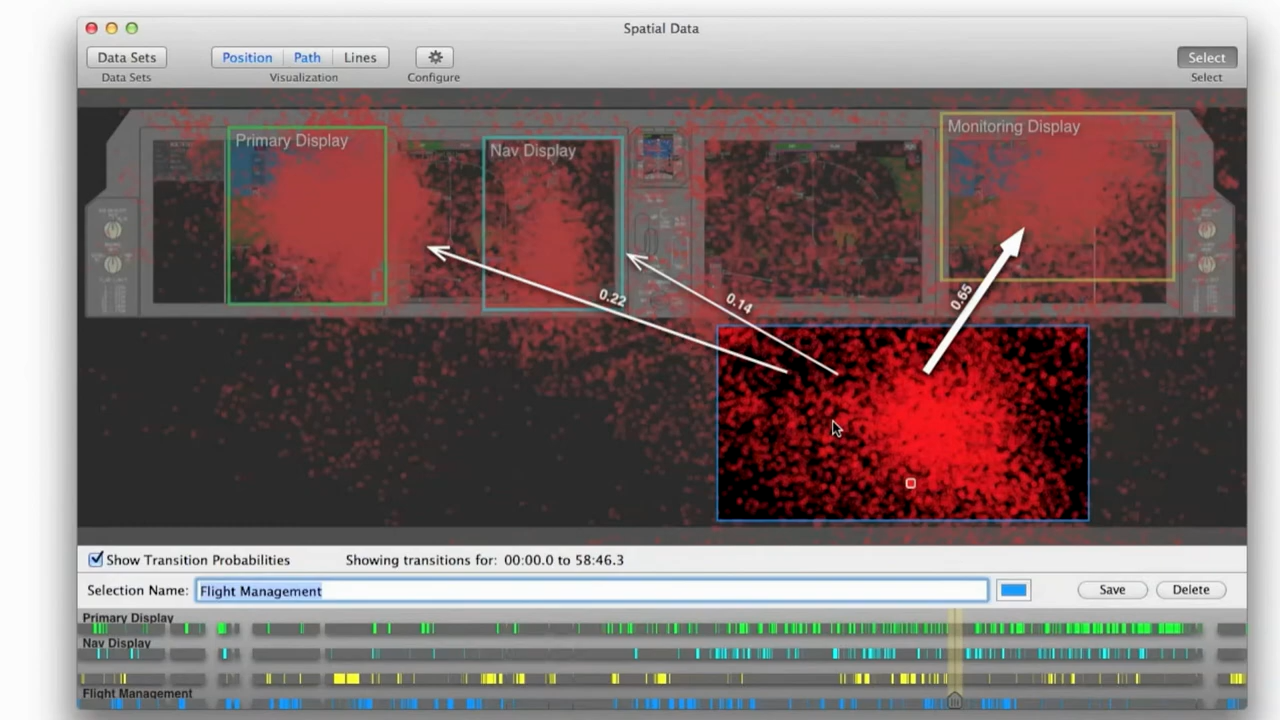 Spatial Data
Data Sets
Position Path Lines
Select
Data Sets
Visualization
Configure
Select
Primary Display
Nav Display
Monitoring Display
0.22
0.14
0.65
Show Transition Probabilities
Showing transitions for: 00:00.0 to 58:46.3
Selection Name: Flight Management
Save
Delete
Primary Display
Nav Display
Flight Management